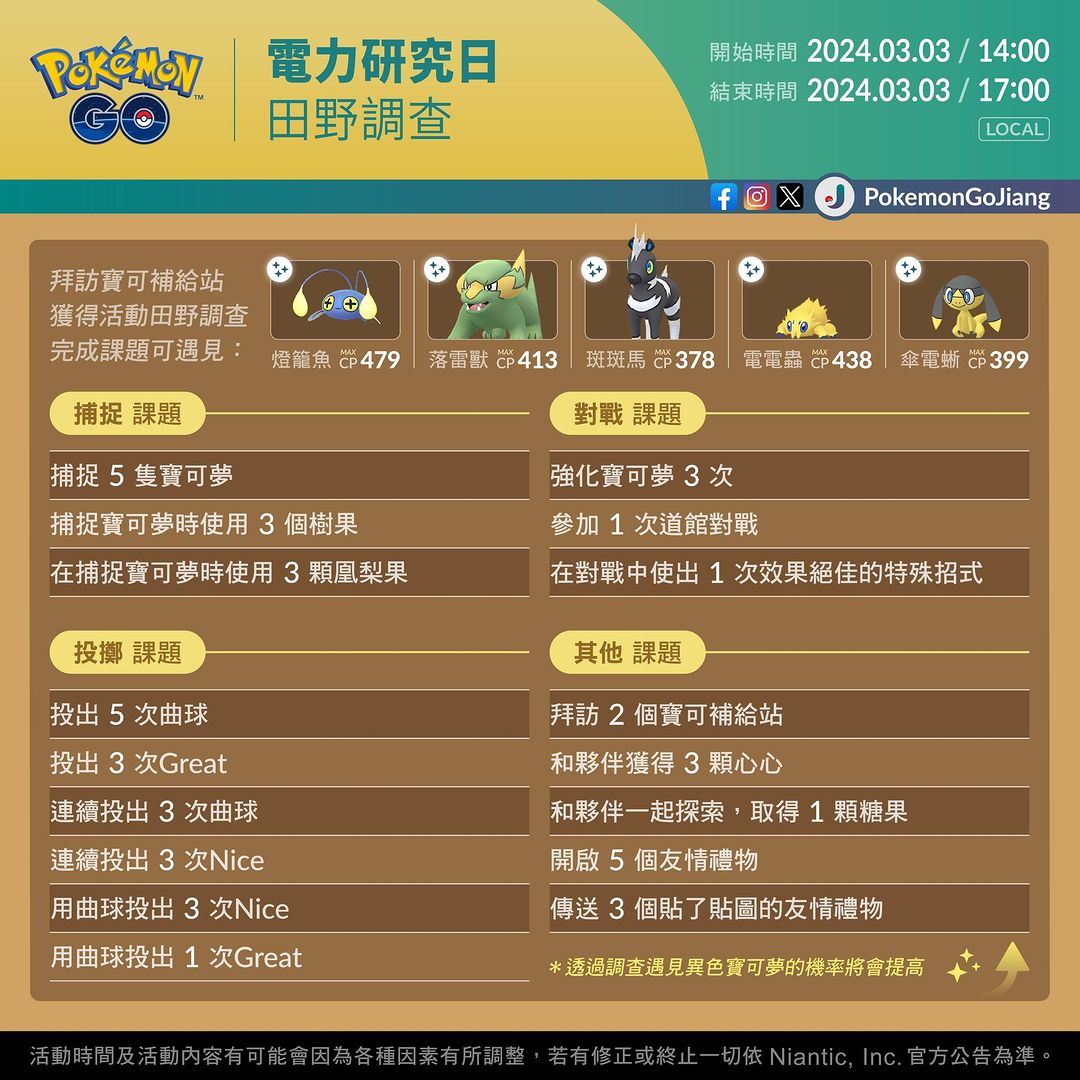 Pokémon GO™
電力研究日
田野調查
開始時間 2024.03.03 / 14:00
結束時間 2024.03.03 / 17:00
LOCAL
PokemonGoJiang
拜訪寶可補給站
獲得活動田野調查
完成課題可遇見：
燈籠魚 MAX CP 479
落雷獸 MAX CP 413
斑斑馬 MAX CP 378
電電蟲 MAX CP 438
傘電蜥 MAX CP 399
捕捉 課題
捕捉 5 隻寶可夢
捕捉寶可夢時使用 3 個樹果
在捕捉寶可夢時使用 3 顆凰梨果
對戰 課題
強化寶可夢 3 次
參加 1 次道館對戰
在對戰中使出 1 次效果絕佳的特殊招式
投擲 課題
投出 5 次曲球
投出 3 次Great
連續投出 3 次曲球
連續投出 3 次Nice
用曲球投出 3 次Nice
用曲球投出 1 次Great
其他 課題
拜訪 2 個寶可補給站
和夥伴獲得 3 顆心心
和夥伴一起探索，取得 1 顆糖果
開啟 5 個友情禮物
傳送 3 個貼了貼圖的友情禮物
＊透過調查遇見異色寶可夢的機率將會提高
活動時間及活動內容有可能會因為各種因素有所調整，若有修正或終止一切依 Niantic, Inc. 官方公告為準。